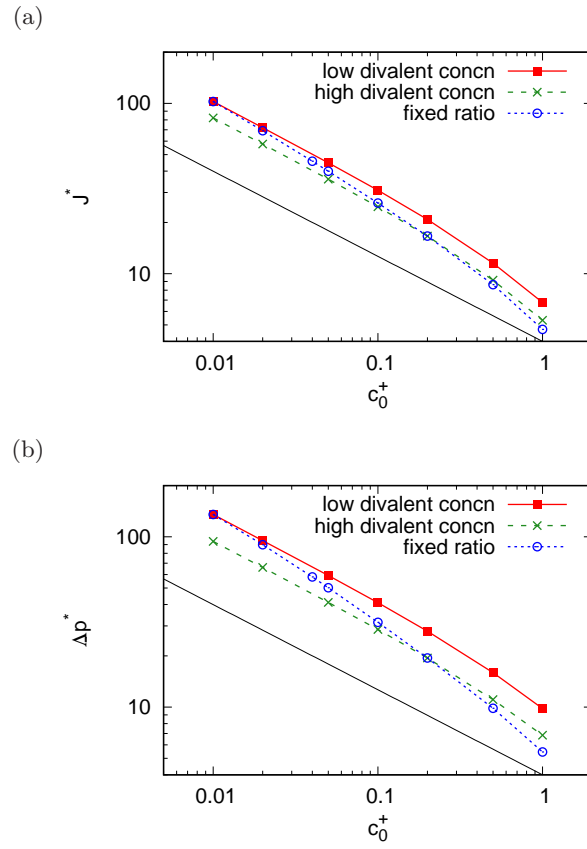 (a)
100
10
J*
low divalent concn
high divalent concn
fixed ratio
0.01
0.1
1
c₀⁺
(b)
100
10
Δp*
low divalent concn
high divalent concn
fixed ratio
0.01
0.1
1
c₀⁺